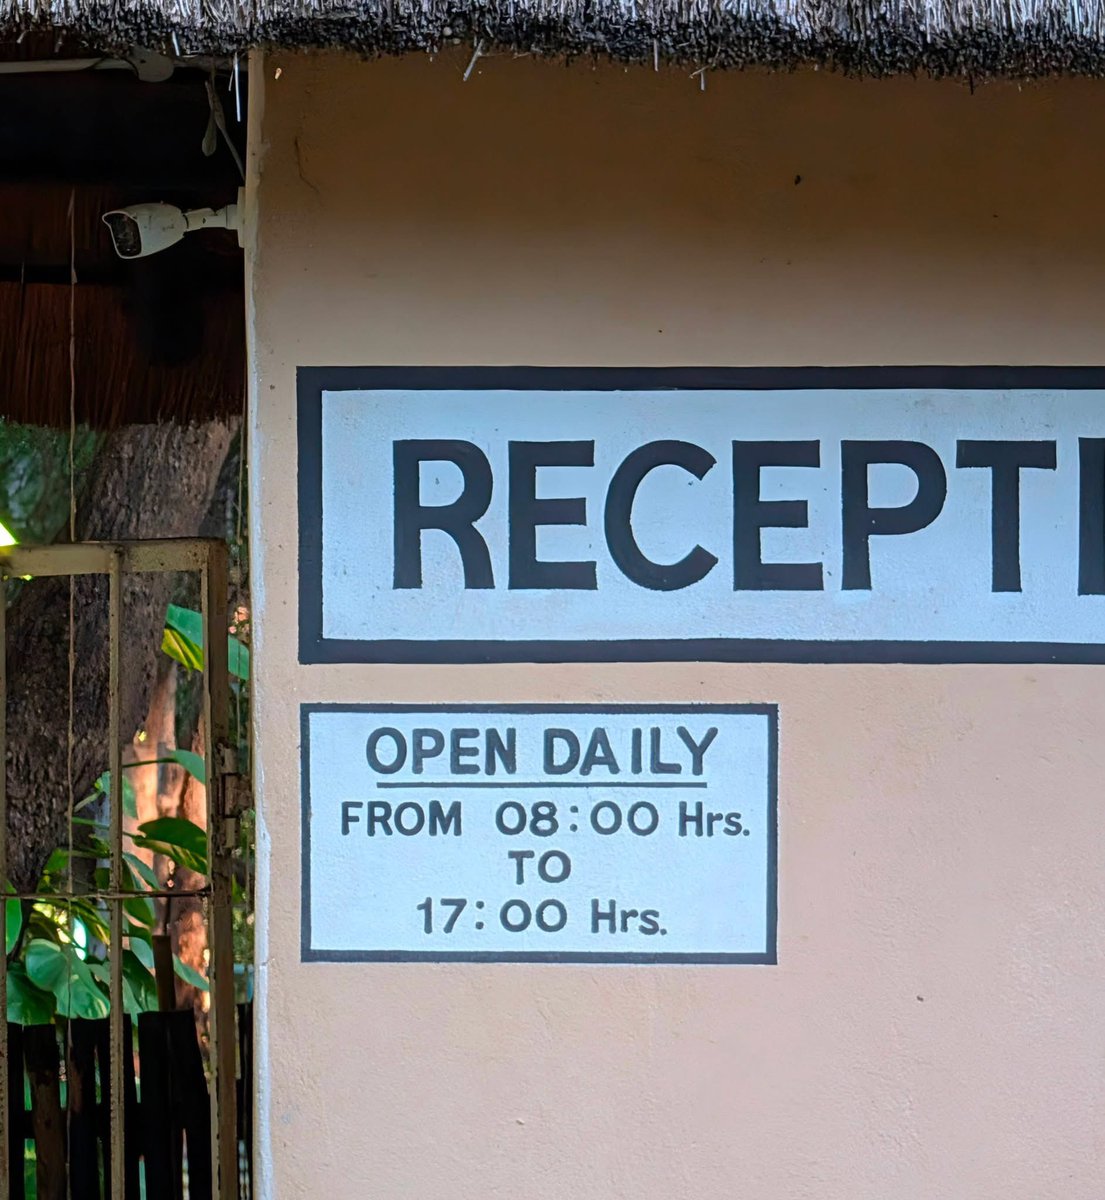 RECEPTI
OPEN DAILY
FROM 08:00 Hrs.
TO
17:00 Hrs.